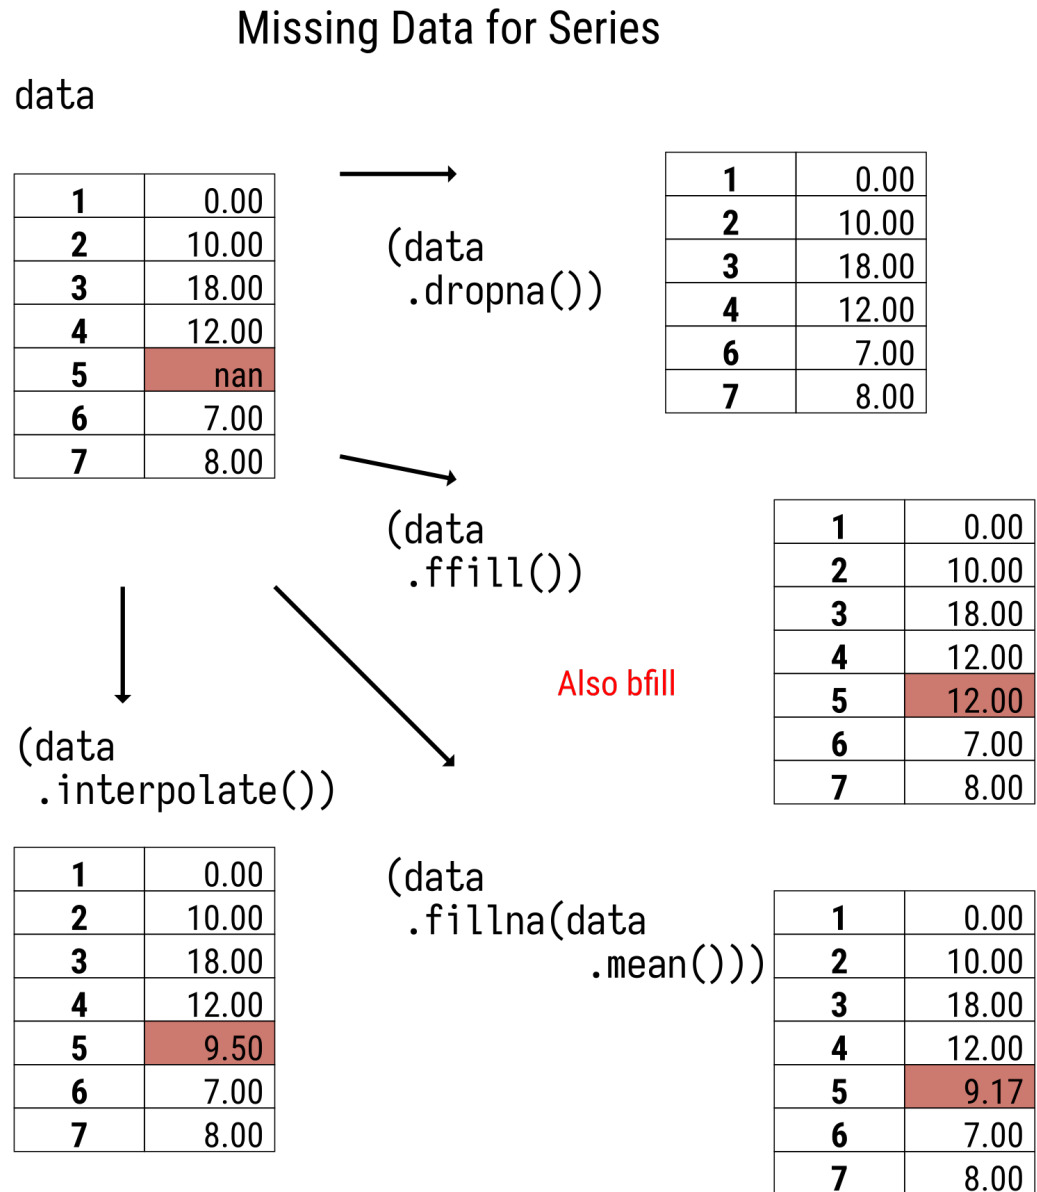 Missing Data for Series
data
1 0.00
2 10.00
3 18.00
4 12.00
5 nan
6 7.00
7 8.00
(data
.dropna())
1 0.00
2 10.00
3 18.00
4 12.00
6 7.00
7 8.00
(data
.ffill())
Also bfill
1 0.00
2 10.00
3 18.00
4 12.00
5 12.00
6 7.00
7 8.00
(data
.interpolate())
1 0.00
2 10.00
3 18.00
4 12.00
5 9.50
6 7.00
7 8.00
(data
.fillna(data
.mean()))
1 0.00
2 10.00
3 18.00
4 12.00
5 9.17
6 7.00
7 8.00